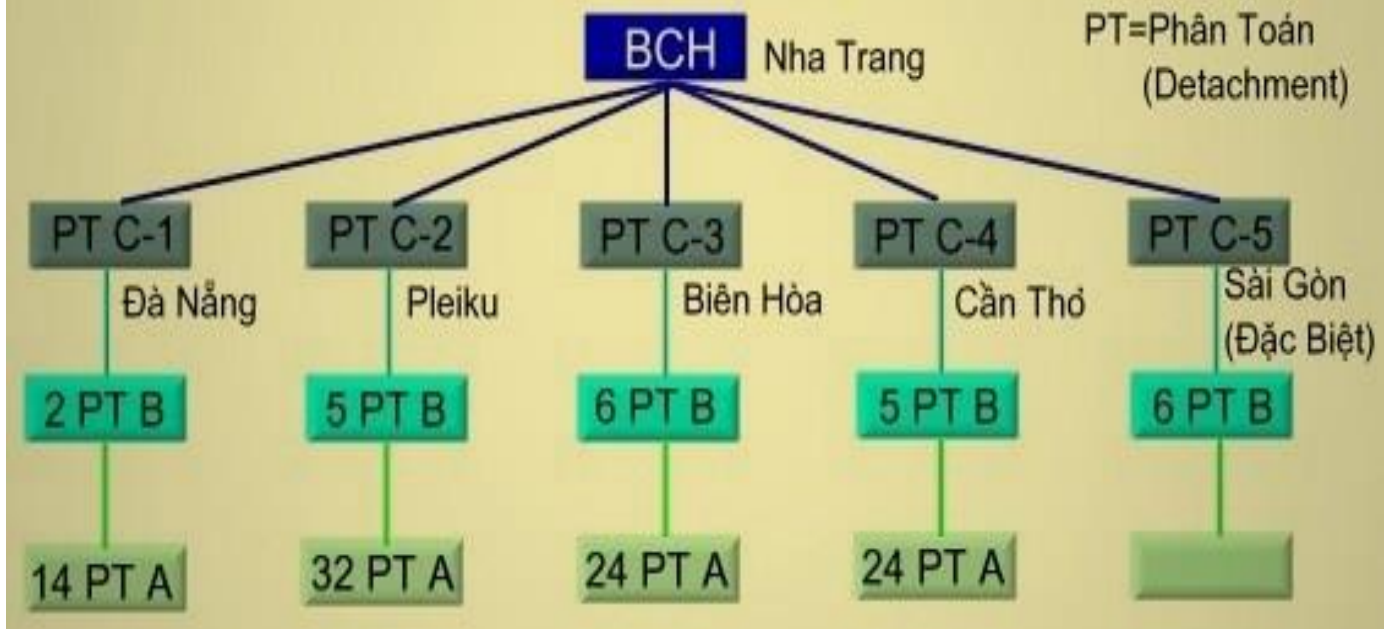 BCH
Nha Trang
PT=Phân Toán
(Detachment)
PT C-1
PT C-2
PT C-3
PT C-4
PT C-5
Đà Nẵng
Pleiku
Biên Hòa
Cần Thơ
Sài Gòn
(Đặc Biệt)
2 PT B
5 PT B
6 PT B
5 PT B
6 PT B
14 PT A
32 PT A
24 PT A
24 PT A